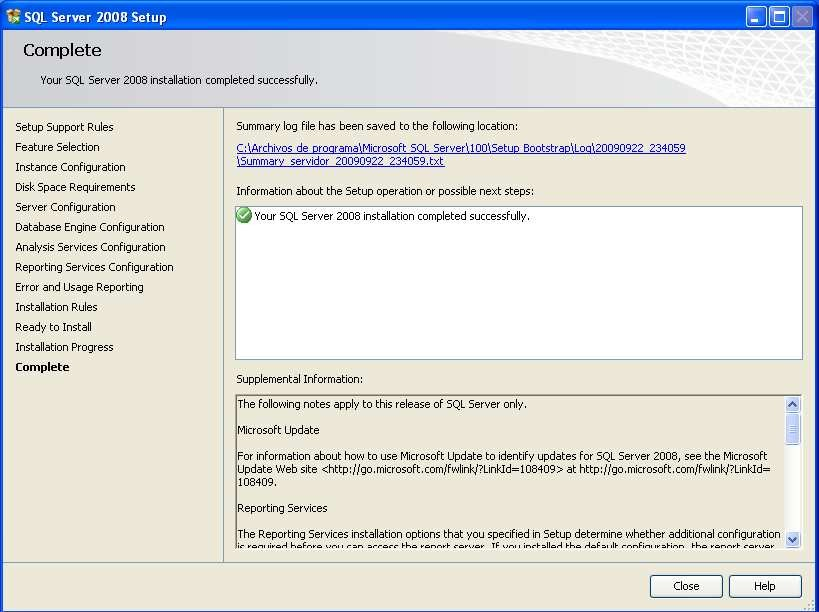 SQL Server 2008 Setup
Complete
Your SQL Server 2008 installation completed successfully.
Setup Support Rules
Feature Selection
Instance Configuration
Disk Space Requirements
Server Configuration
Database Engine Configuration
Analysis Services Configuration
Reporting Services Configuration
Error and Usage Reporting
Installation Rules
Ready to Install
Installation Progress
Complete
Summary log file has been saved to the following location:
C:\Archivos de programa\Microsoft SQL Server\100\Setup Bootstrap\Log\20090922_234059
\Summary_servidor_20090922_234059.txt
Information about the Setup operation or possible next steps:
Your SQL Server 2008 installation completed successfully.
Supplemental Information:
The following notes apply to this release of SQL Server only.
Microsoft Update
For information about how to use Microsoft Update to identify updates for SQL Server 2008, see the Microsoft
Update Web site <http://go.microsoft.com/fwlink/?LinkId=108409> at http://go.microsoft.com/fwlink/?LinkId=
108409.
Reporting Services
The Reporting Services installation options that you specified in Setup determine whether additional configuration
is required before you can access the report server. If you installed the default configuration, the report server
Close
Help